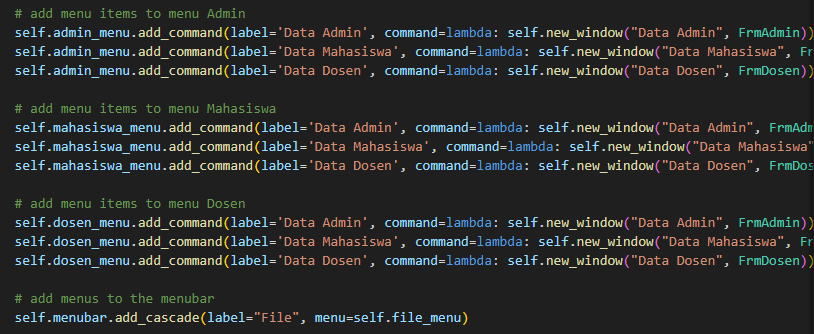 # add menu items to menu Admin
self.admin_menu.add_command(label='Data Admin', command=lambda: self.new_window("Data Admin", FrmAdmin))
self.admin_menu.add_command(label='Data Mahasiswa', command=lambda: self.new_window("Data Mahasiswa", Fr
self.admin_menu.add_command(label='Data Dosen', command=lambda: self.new_window("Data Dosen", FrmDosen))
# add menu items to menu Mahasiswa
self.mahasiswa_menu.add_command(label='Data Admin', command=lambda: self.new_window("Data Admin", FrmAdm
self.mahasiswa_menu.add_command(label='Data Mahasiswa', command=lambda: self.new_window("Data Mahasiswa"
self.mahasiswa_menu.add_command(label='Data Dosen', command=lambda: self.new_window("Data Dosen", FrmDos
# add menu items to menu Dosen
self.dosen_menu.add_command(label='Data Admin', command=lambda: self.new_window("Data Admin", FrmAdmin))
self.dosen_menu.add_command(label='Data Mahasiswa', command=lambda: self.new_window("Data Mahasiswa", Fr
self.dosen_menu.add_command(label='Data Dosen', command=lambda: self.new_window("Data Dosen", FrmDosen))
# add menus to the menubar
self.menubar.add_cascade(label="File", menu=self.file_menu)